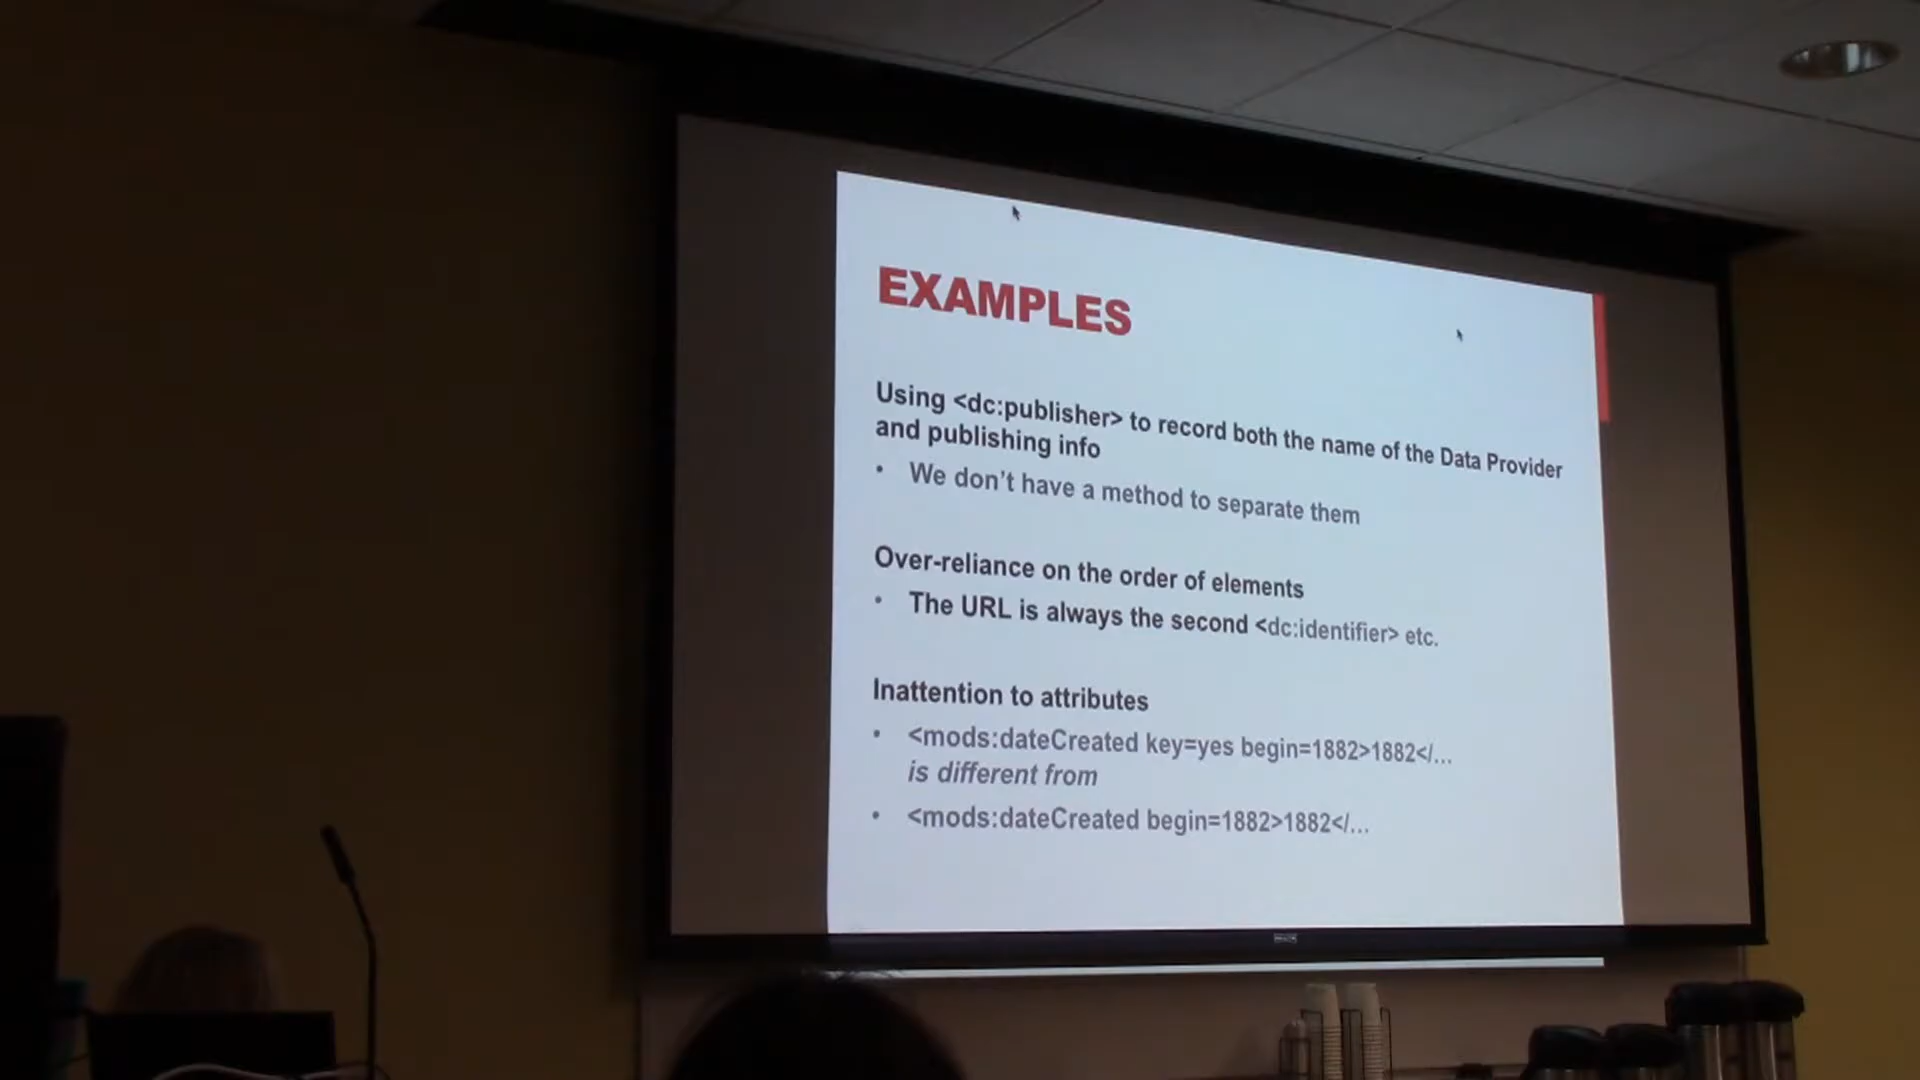 EXAMPLES
Using <dc:publisher> to record both the name of the Data Provider
and publishing info
• We don't have a method to separate them
Over-reliance on the order of elements
• The URL is always the second <dc:identifier> etc.
Inattention to attributes
• <mods:dateCreated key=yes begin=1882>1882</...
is different from
• <mods:dateCreated begin=1882>1882</...